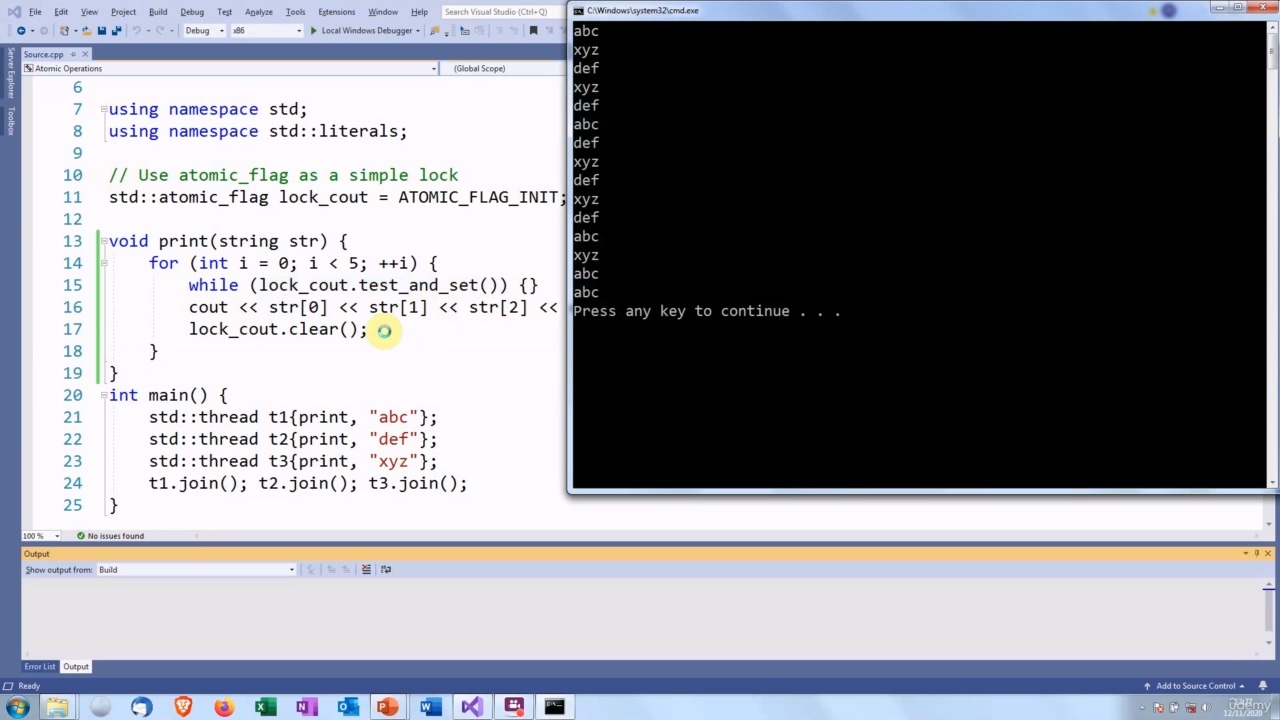 File Edit View Project Build Debug Test Analyze Tools Extensions Window Help Search Visual Studio (Ctrl+Q)
Debug x86 Local Windows Debugger
Server Explorer
Toolbox
Source.cpp
Atomic Operations (Global Scope)
6
7 using namespace std;
8 using namespace std::literals;
9
10 // Use atomic_flag as a simple lock
11 std::atomic_flag lock_cout = ATOMIC_FLAG_INIT;
12
13 void print(string str) {
14 for (int i = 0; i < 5; ++i) {
15 while (lock_cout.test_and_set()) {}
16 cout << str[0] << str[1] << str[2] <<
17 lock_cout.clear();
18 }
19 }
20 int main() {
21 std::thread t1{print, "abc"};
22 std::thread t2{print, "def"};
23 std::thread t3{print, "xyz"};
24 t1.join(); t2.join(); t3.join();
25 }
100 % No issues found
Output
Show output from: Build
Error List Output
Ready Add to Source Control
C:\Windows\system32\cmd.exe
abc
xyz
def
xyz
def
abc
def
xyz
def
xyz
def
abc
xyz
abc
abc
Press any key to continue . . .
udemy
12/11/2020